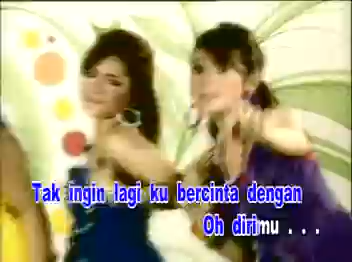 Tak ingin lagi ku bercinta dengan
Oh dirimu . . .